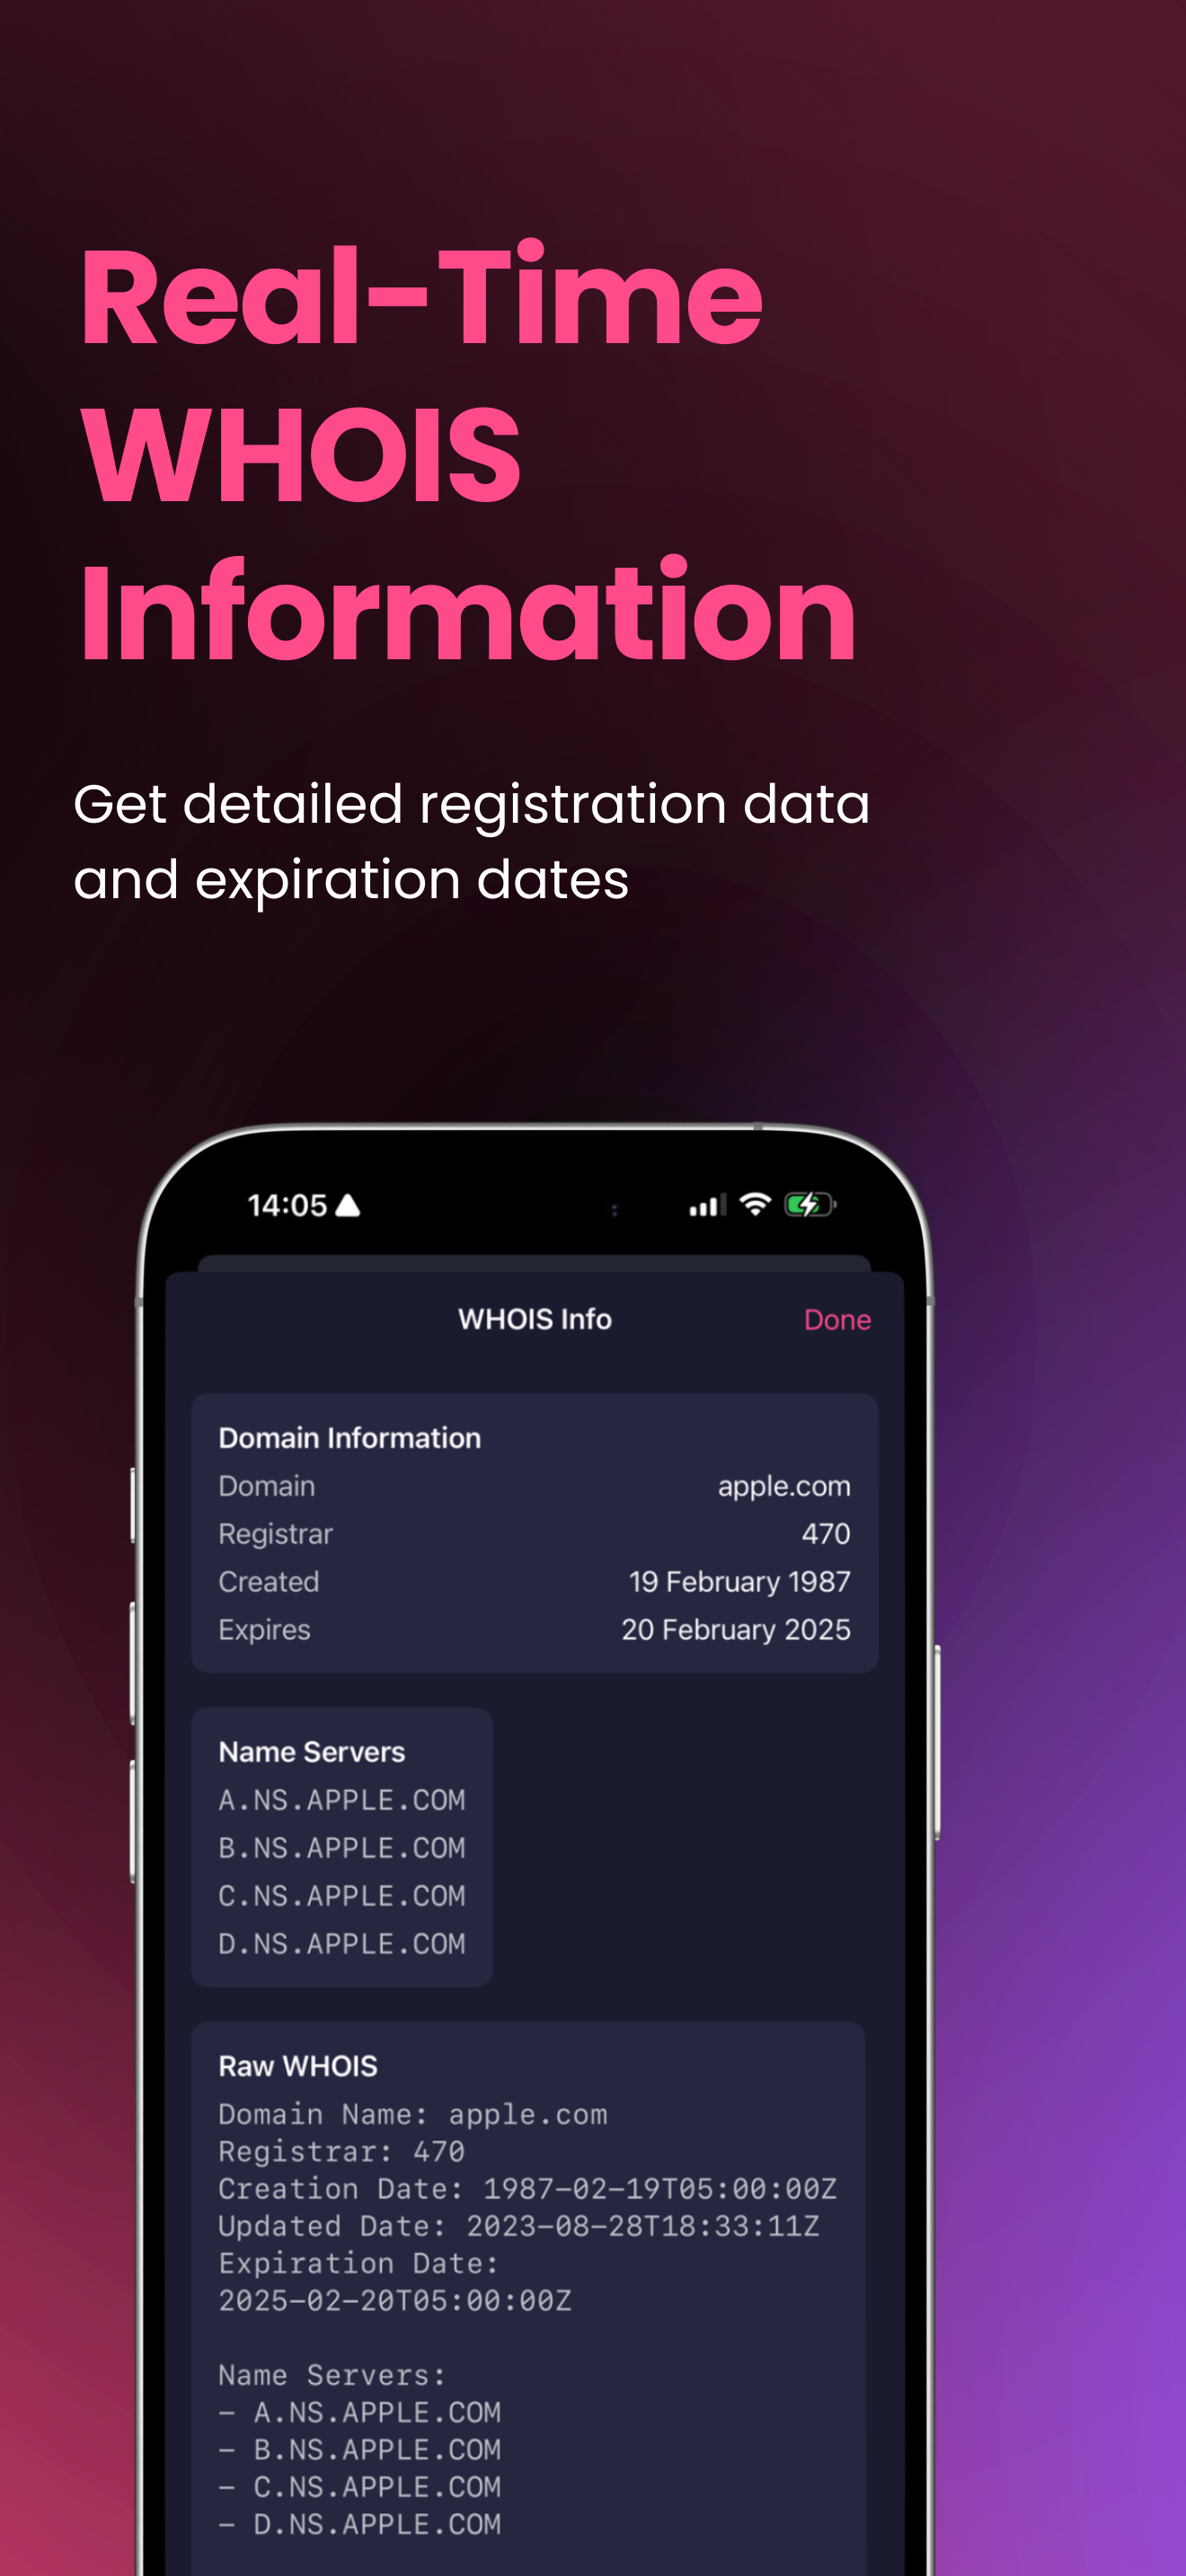 Real-Time
WHOIS
Information
Get detailed registration data
and expiration dates
14:05
WHOIS Info
Done
Domain Information
Domain apple.com
Registrar 470
Created 19 February 1987
Expires 20 February 2025
Name Servers
A.NS.APPLE.COM
B.NS.APPLE.COM
C.NS.APPLE.COM
D.NS.APPLE.COM
Raw WHOIS
Domain Name: apple.com
Registrar: 470
Creation Date: 1987-02-19T05:00:00Z
Updated Date: 2023-08-28T18:33:11Z
Expiration Date:
2025-02-20T05:00:00Z
Name Servers:
- A.NS.APPLE.COM
- B.NS.APPLE.COM
- C.NS.APPLE.COM
- D.NS.APPLE.COM